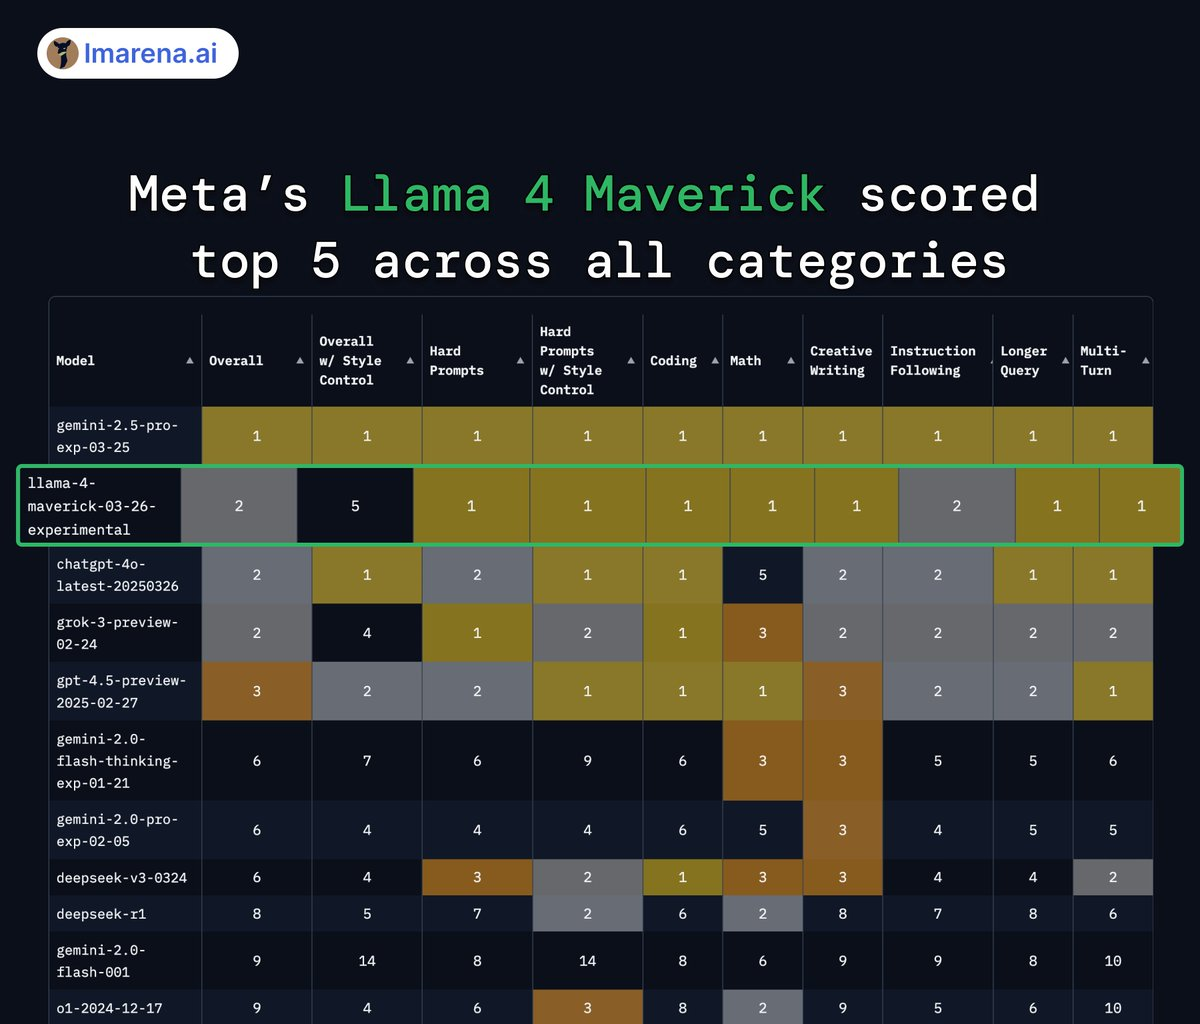 lmarena.ai
Meta’s Llama 4 Maverick scored
top 5 across all categories
Model ▲ Overall ▲ Overall w/ Style Control ▲ Hard Prompts ▲ Hard Prompts w/ Style Control ▲ Coding ▲ Math ▲ Creative Writing Instruction Following Longer Query ▲ Multi-Turn ▲
gemini-2.5-pro-exp-03-25 1 1 1 1 1 1 1 1 1 1
llama-4-maverick-03-26-experimental 2 5 1 1 1 1 1 2 1 1
chatgpt-4o-latest-20250326 2 1 2 1 1 5 2 2 1 1
grok-3-preview-02-24 2 4 1 2 1 3 2 2 2 2
gpt-4.5-preview-2025-02-27 3 2 2 1 1 1 3 2 2 1
gemini-2.0-flash-thinking-exp-01-21 6 7 6 9 6 3 3 5 5 6
gemini-2.0-pro-exp-02-05 6 4 4 4 6 5 3 4 5 5
deepseek-v3-0324 6 4 3 2 1 3 3 4 4 2
deepseek-r1 8 5 7 2 6 2 8 7 8 6
gemini-2.0-flash-001 9 14 8 14 8 6 9 9 8 10
o1-2024-12-17 9 4 6 3 8 2 9 5 6 10